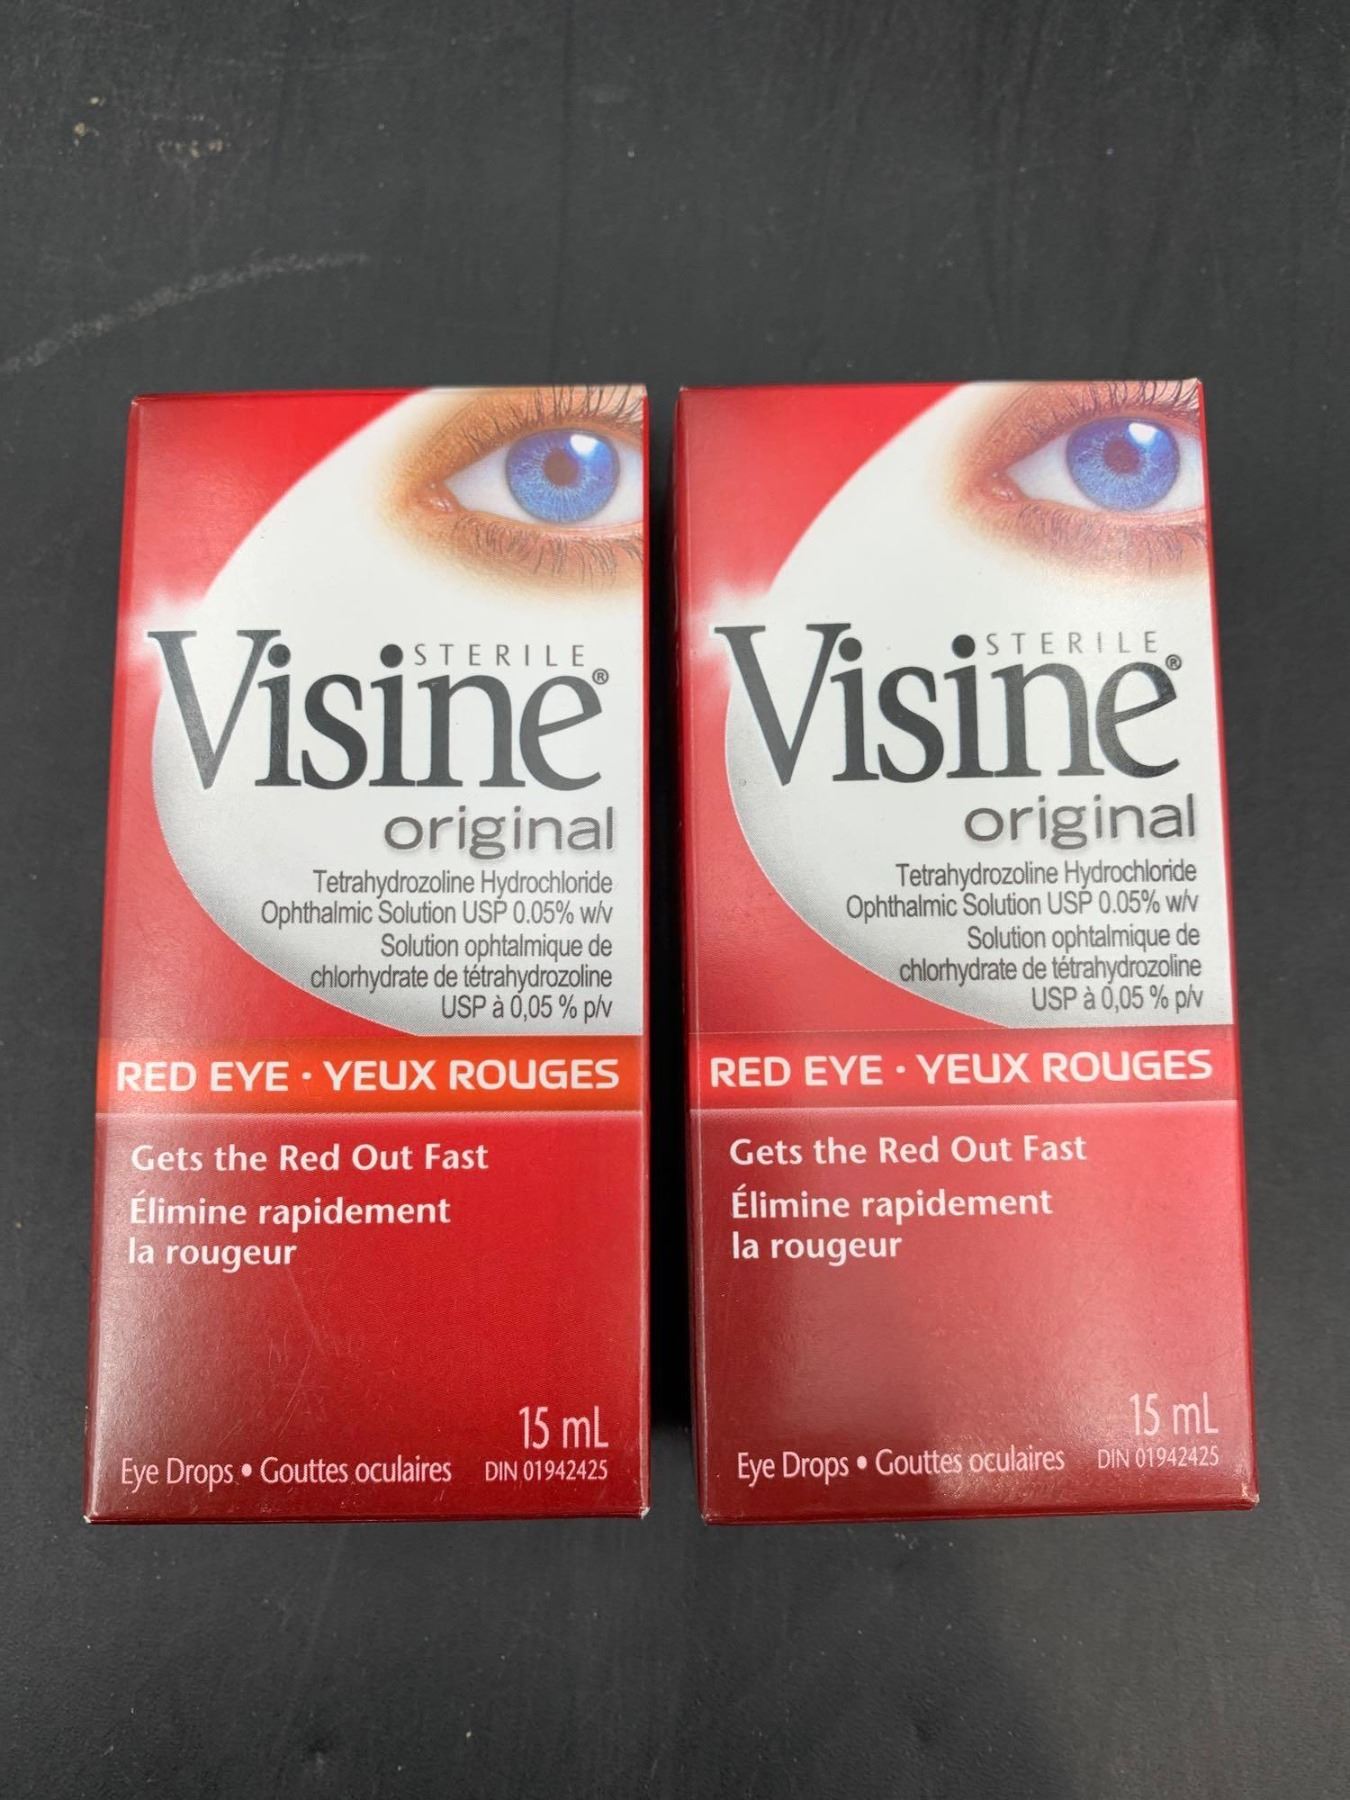 STERILE
Visine®
original
Tetrahydrozoline Hydrochloride
Ophthalmic Solution USP 0.05% w/v
Solution ophtalmique de
chlorhydrate de tétrahydrozoline
USP à 0,05 % p/v
RED EYE · YEUX ROUGES
Gets the Red Out Fast
Élimine rapidement
la rougeur
15 mL
Eye Drops • Gouttes oculaires DIN 01942425
STERILE
Visine®
original
Tetrahydrozoline Hydrochloride
Ophthalmic Solution USP 0.05% w/v
Solution ophtalmique de
chlorhydrate de tétrahydrozoline
USP à 0,05 % p/v
RED EYE · YEUX ROUGES
Gets the Red Out Fast
Élimine rapidement
la rougeur
15 mL
Eye Drops • Gouttes oculaires DIN 01942425